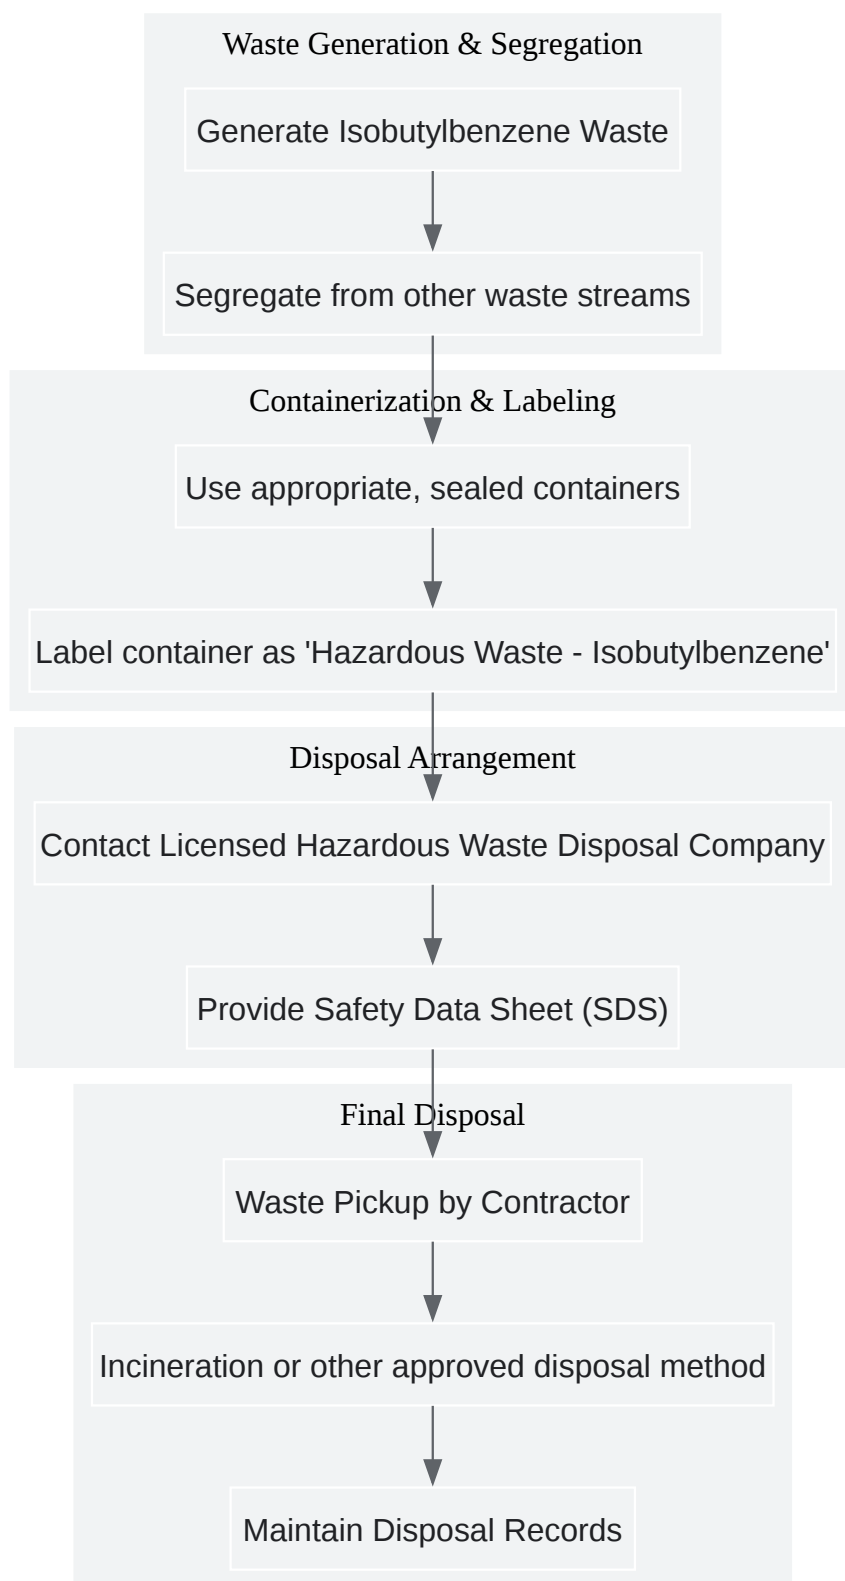 Waste Generation & Segregation
Generate Isobutylbenzene Waste
Segregate from other waste streams
Containerization & Labeling
Use appropriate, sealed containers
Label container as 'Hazardous Waste - Isobutylbenzene'
Disposal Arrangement
Contact Licensed Hazardous Waste Disposal Company
Provide Safety Data Sheet (SDS)
Final Disposal
Waste Pickup by Contractor
Incineration or other approved disposal method
Maintain Disposal Records